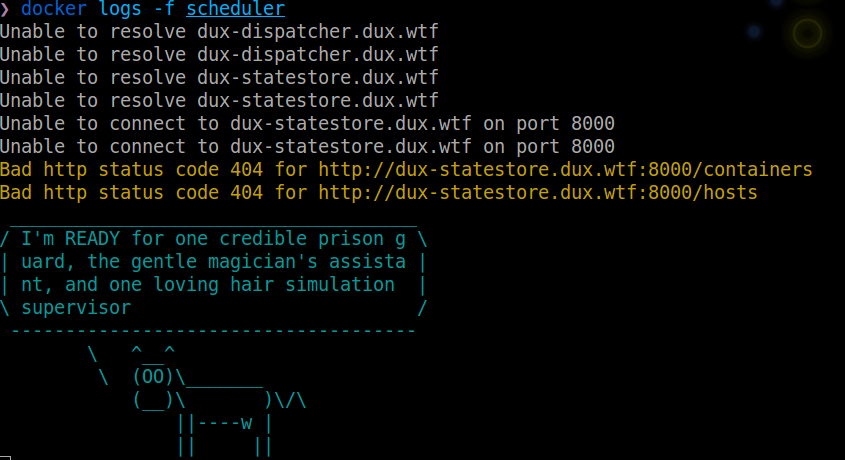 ❯ docker logs -f scheduler
Unable to resolve dux-dispatcher.dux.wtf
Unable to resolve dux-dispatcher.dux.wtf
Unable to resolve dux-statestore.dux.wtf
Unable to resolve dux-statestore.dux.wtf
Unable to connect to dux-statestore.dux.wtf on port 8000
Unable to connect to dux-statestore.dux.wtf on port 8000
Bad http status code 404 for http://dux-statestore.dux.wtf:8000/containers
Bad http status code 404 for http://dux-statestore.dux.wtf:8000/hosts
 _____________________________________
/ I'm READY for one credible prison g \
| uard, the gentle magician's assista |
| nt, and one loving hair simulation  |
\ supervisor                          /
 -------------------------------------
        \   ^__^
         \  (OO)\_______
            (__)\       )\/\
                ||----w |
                ||     ||